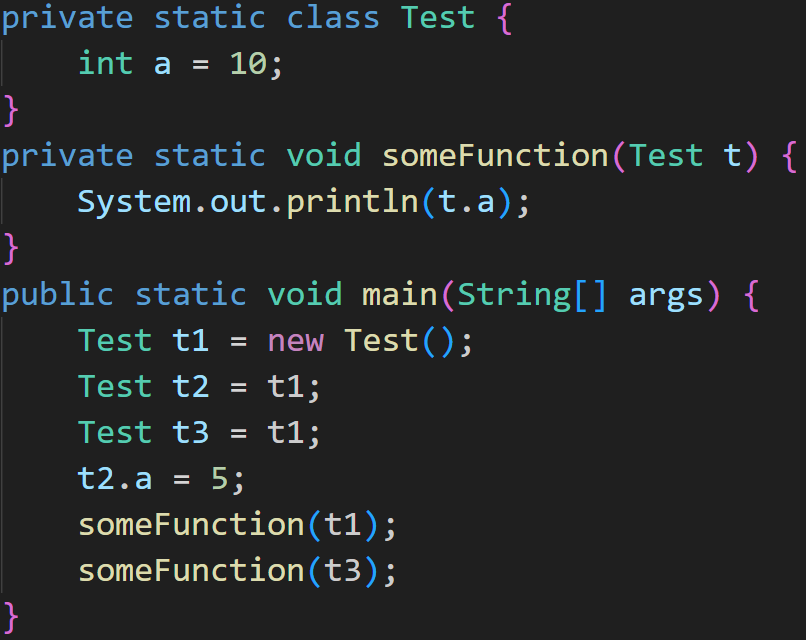 private static class Test {
    int a = 10;
}
private static void someFunction(Test t) {
    System.out.println(t.a);
}
public static void main(String[] args) {
    Test t1 = new Test();
    Test t2 = t1;
    Test t3 = t1;
    t2.a = 5;
    someFunction(t1);
    someFunction(t3);
}